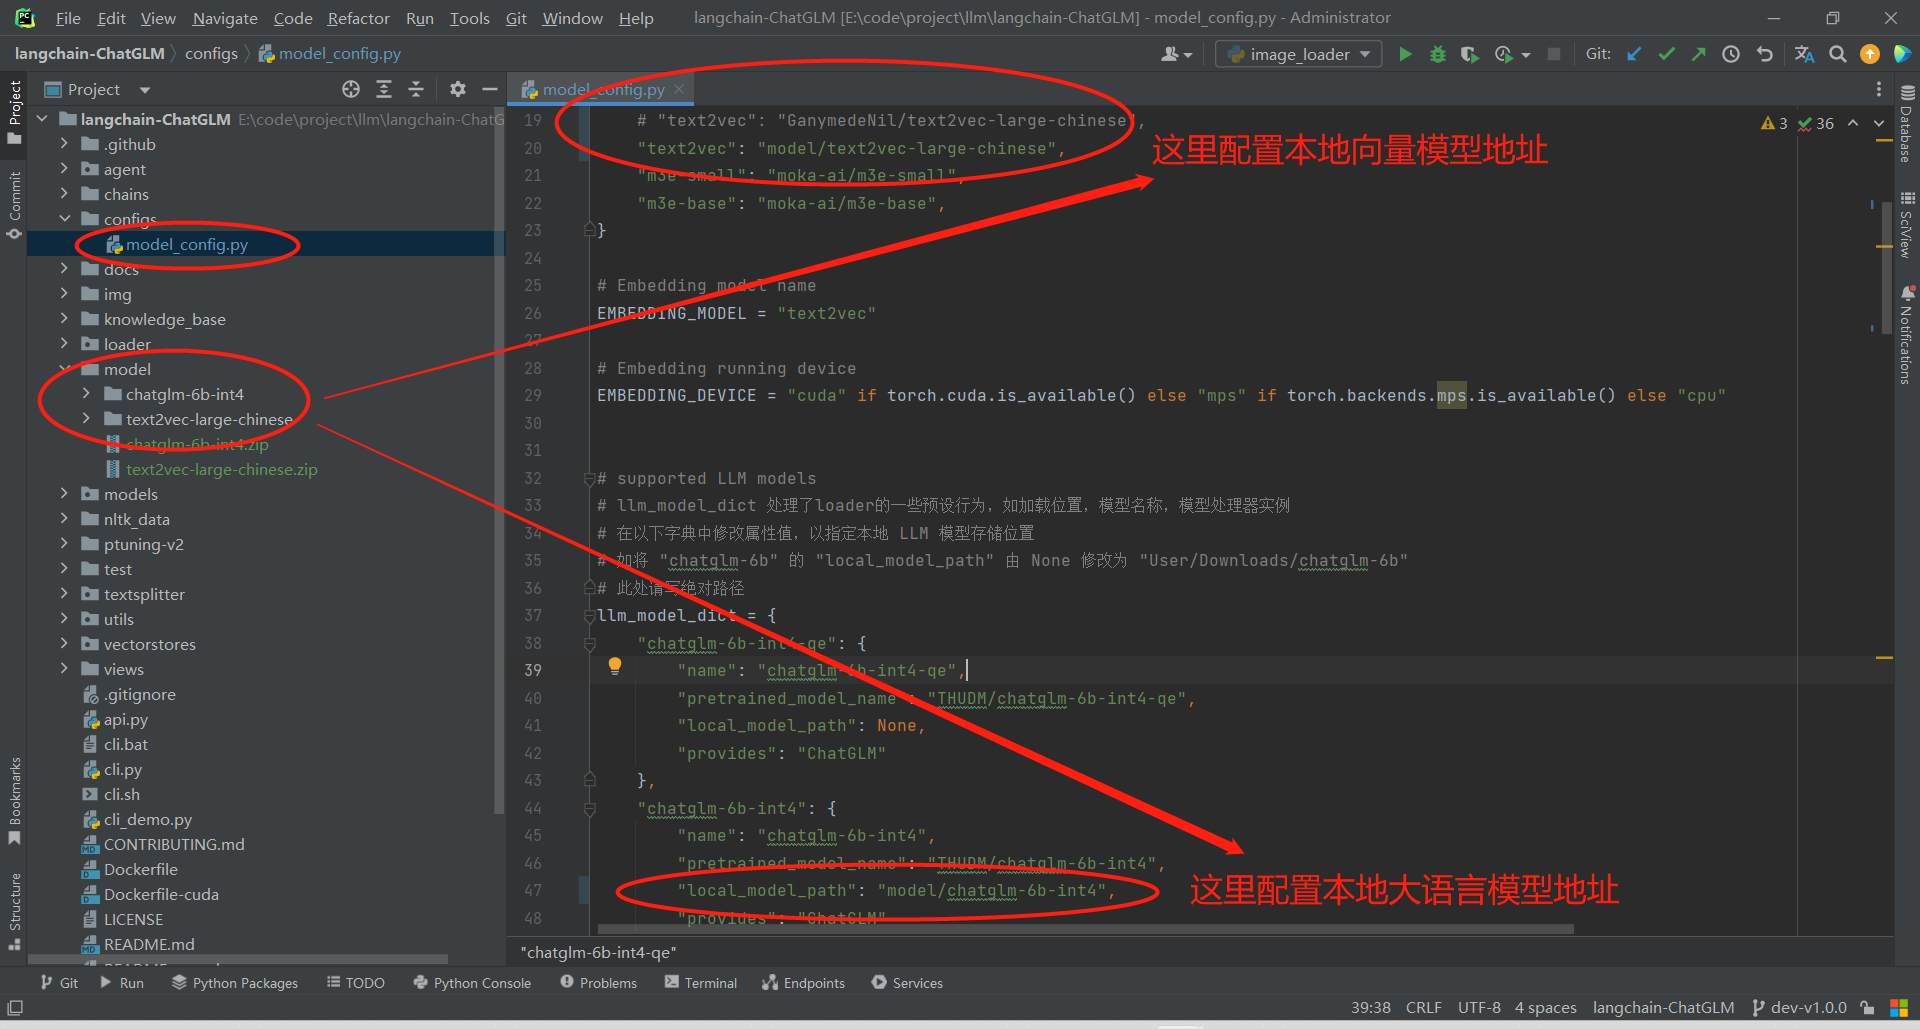 File Edit View Navigate Code Refactor Run Tools Git Window Help langchain-ChatGLM [E:\code\project\llm\langchain-ChatGLM] - model_config.py - Administrator
langchain-ChatGLM configs model_config.py image_loader Git:
Project model_config.py
langchain-ChatGLM E:\code\project\llm\langchain-ChatG
.github
agent
chains
configs
model_config.py
docs
img
knowledge_base
loader
model
chatglm-6b-int4
text2vec-large-chinese
chatglm-6b-int4.zip
text2vec-large-chinese.zip
models
nltk_data
ptuning-v2
test
textsplitter
utils
vectorstores
views
.gitignore
api.py
cli.bat
cli.py
cli.sh
cli_demo.py
CONTRIBUTING.md
Dockerfile
Dockerfile-cuda
LICENSE
README.md
Project
Commit
Bookmarks
Structure
19 # "text2vec": "GanymedeNil/text2vec-large-chinese",
20 "text2vec": "model/text2vec-large-chinese",
21 "m3e-small": "moka-ai/m3e-small",
22 "m3e-base": "moka-ai/m3e-base",
23 }
24
25 # Embedding model name
26 EMBEDDING_MODEL = "text2vec"
27
28 # Embedding running device
29 EMBEDDING_DEVICE = "cuda" if torch.cuda.is_available() else "mps" if torch.backends.mps.is_available() else "cpu"
30
31
32 # supported LLM models
33 # llm_model_dict 处理了loader的一些预设行为，如加载位置，模型名称，模型处理器实例
34 # 在以下字典中修改属性值，以指定本地 LLM 模型存储位置
35 # 如将 "chatglm-6b" 的 "local_model_path" 由 None 修改为 "User/Downloads/chatglm-6b"
36 # 此处请写绝对路径
37 llm_model_dict = {
38 "chatglm-6b-int4-qe": {
39 "name": "chatglm-6b-int4-qe",
40 "pretrained_model_name": "THUDM/chatglm-6b-int4-qe",
41 "local_model_path": None,
42 "provides": "ChatGLM"
43 },
44 "chatglm-6b-int4": {
45 "name": "chatglm-6b-int4",
46 "pretrained_model_name": "THUDM/chatglm-6b-int4",
47 "local_model_path": "model/chatglm-6b-int4",
48 "provides": "ChatGLM"
这里配置本地向量模型地址
这里配置本地大语言模型地址
3 36
Database
SciView
Notifications
"chatglm-6b-int4-qe"
Git Run Python Packages TODO Python Console Problems Terminal Endpoints Services
39:38 CRLF UTF-8 4 spaces langchain-ChatGLM dev-v1.0.0